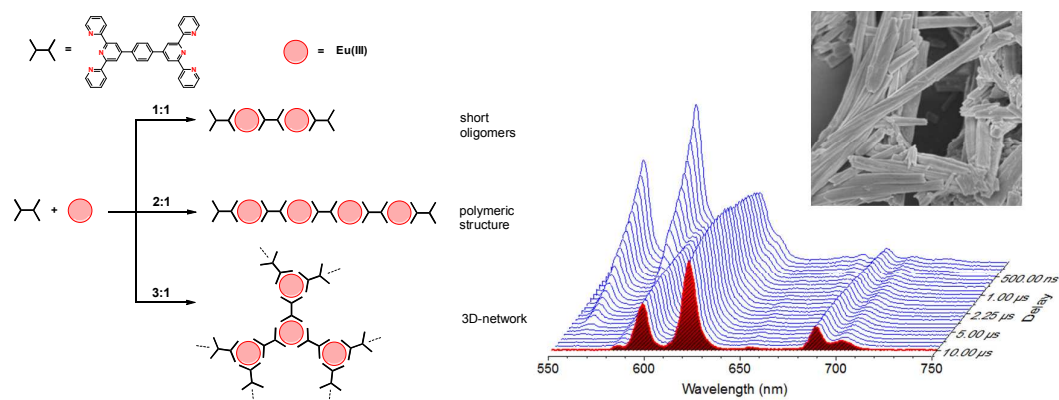 N N
= N N = Eu(III)
N N
1:1
short
oligomers
+ 2:1
polymeric
structure
3:1
3D-network
500.00 ns
1.00 µs
2.25 µs
5.00 µs
10.00 µs
Delay
550 600 650 700 750
Wavelength (nm)